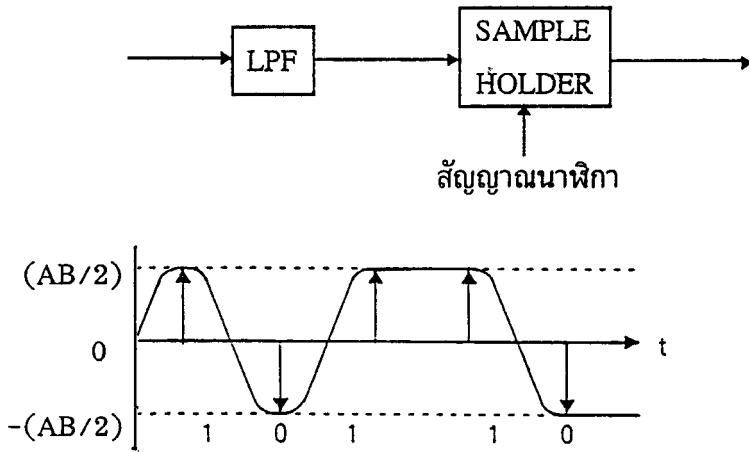 LPF
SAMPLE
HOLDER
สัญญาณนาฬิกา
(AB/2)
0
t
-(AB/2)
1 0 1 1 0